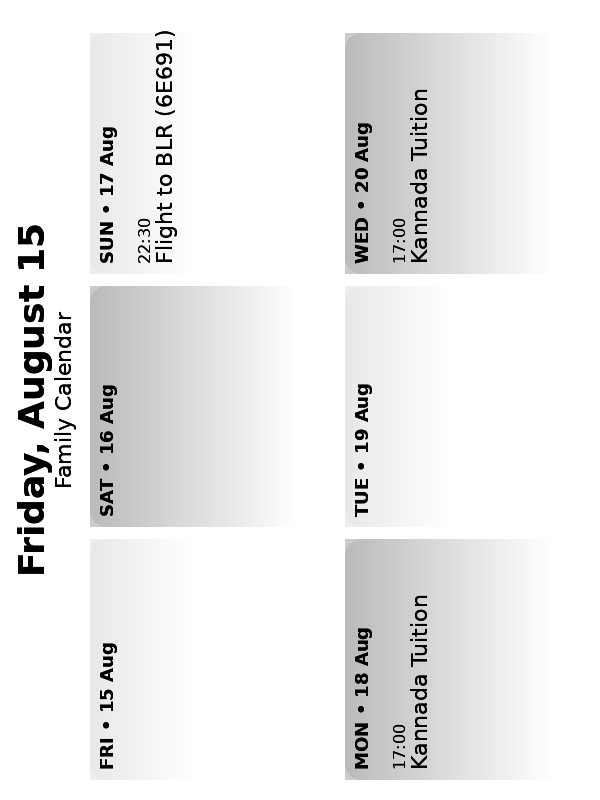 Friday, August 15
Family Calendar
FRI • 15 Aug
SAT • 16 Aug
SUN • 17 Aug
22:30
Flight to BLR (6E691)
MON • 18 Aug
17:00
Kannada Tuition
TUE • 19 Aug
WED • 20 Aug
17:00
Kannada Tuition